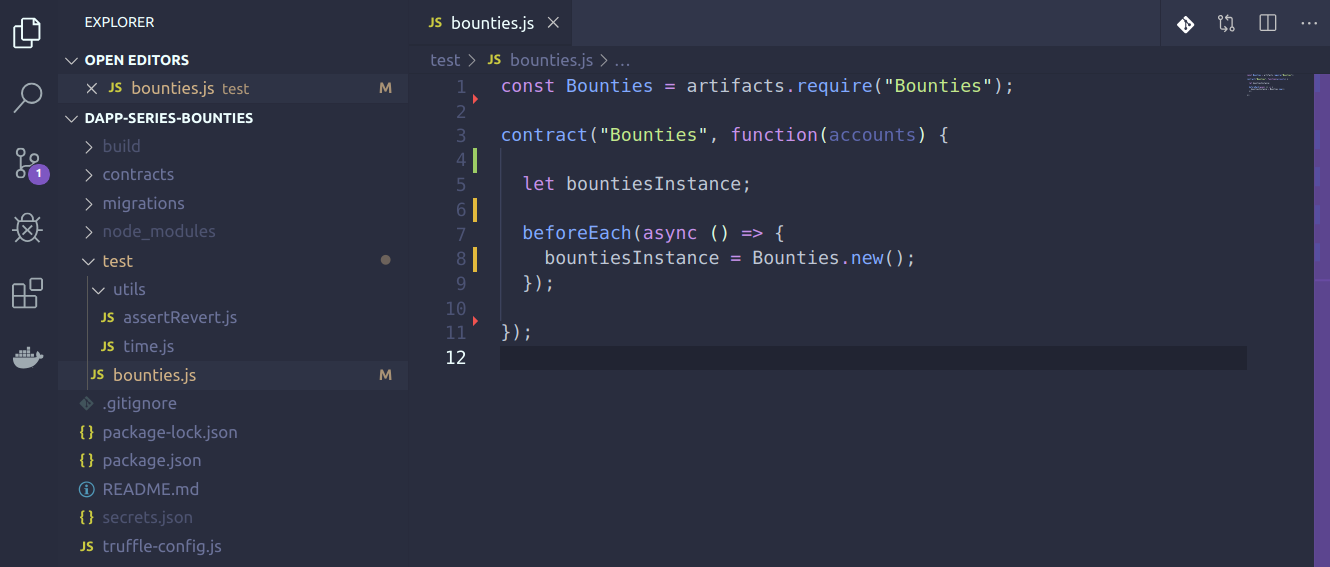 EXPLORER
OPEN EDITORS
JS bounties.js test M
DAPP-SERIES-BOUNTIES
build
contracts
1
migrations
node_modules
test
utils
JS assertRevert.js
JS time.js
JS bounties.js M
.gitignore
{} package-lock.json
{} package.json
README.md
{} secrets.json
JS truffle-config.js
JS bounties.js
test > JS bounties.js > ...
1 const Bounties = artifacts.require("Bounties");
2
3 contract("Bounties", function(accounts) {
4
5 let bountiesInstance;
6
7 beforeEach(async () => {
8 bountiesInstance = Bounties.new();
9 });
10
11 });
12